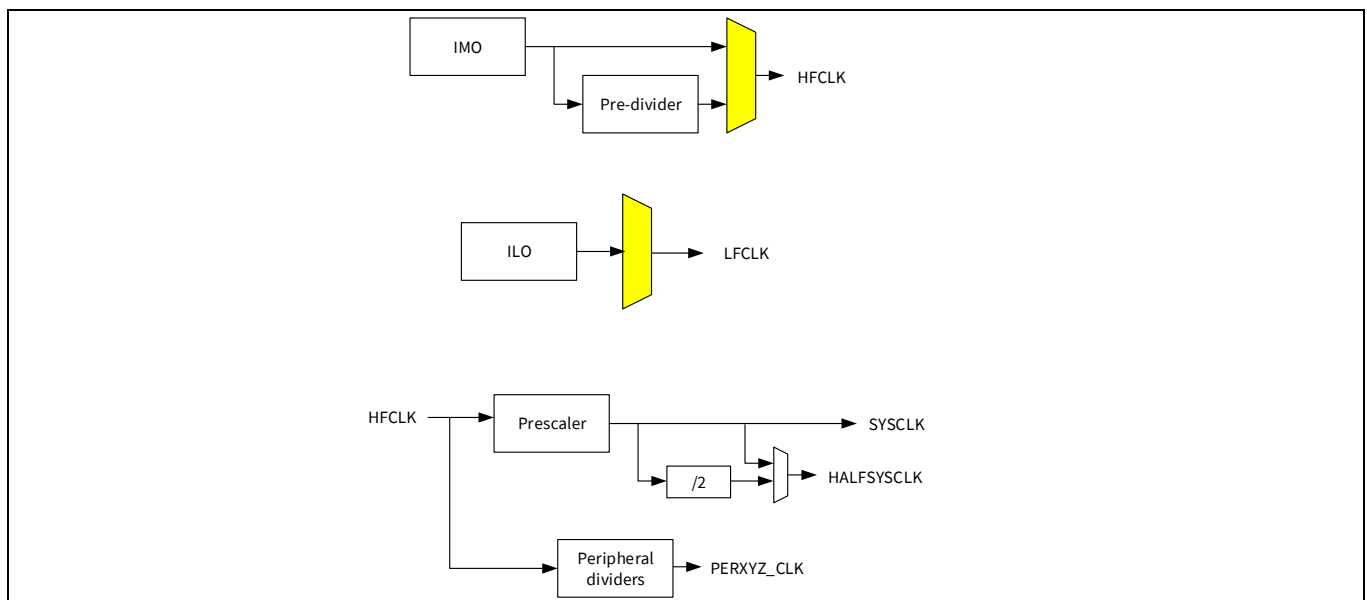 IMO
HFCLK
Pre-divider
ILO
LFCLK
HFCLK
Prescaler
SYSCLK
/2
HALFSYSCLK
Peripheral
dividers
PERXYZ_CLK